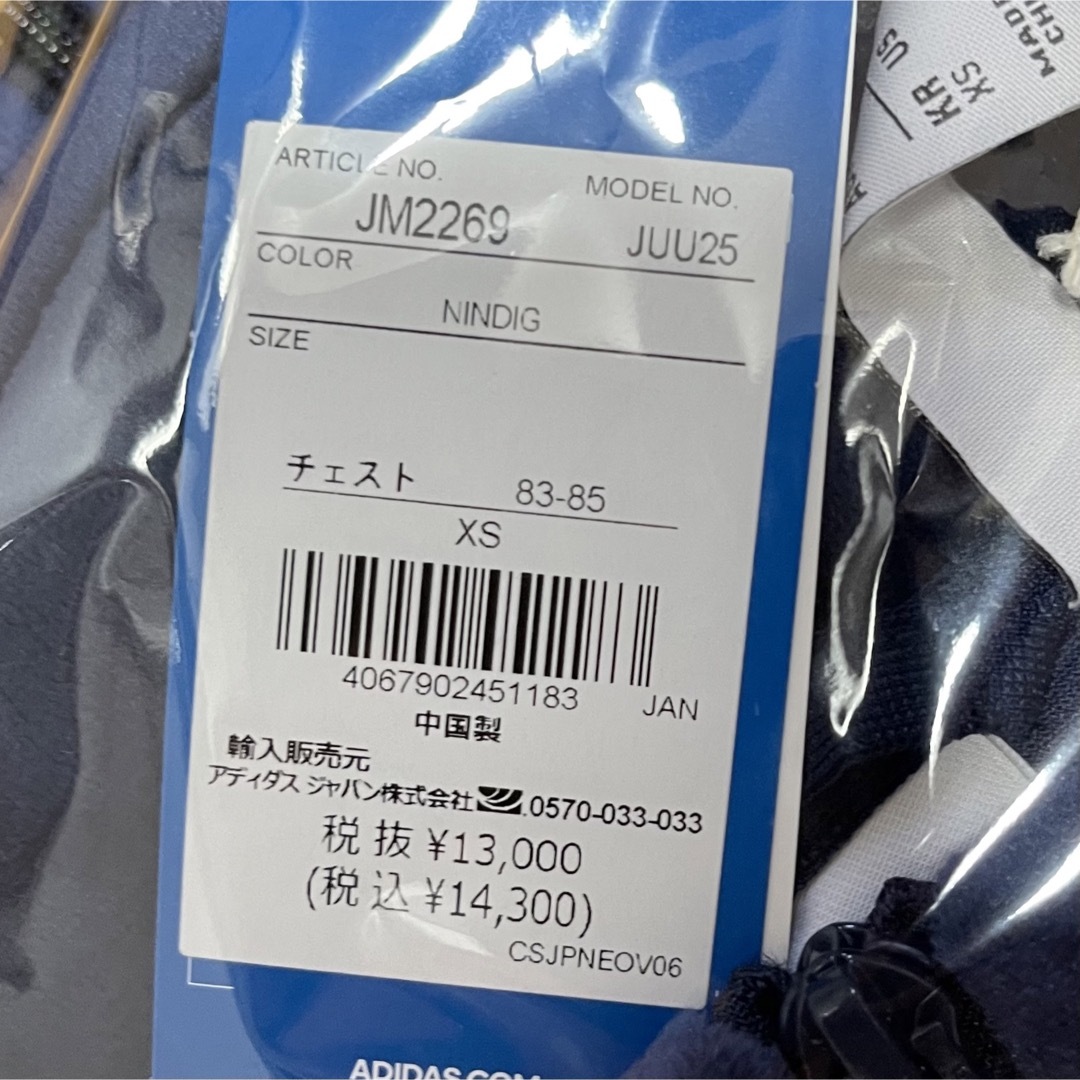 ARTICLE NO.
MODEL NO.
JM2269
JUU25
COLOR
NINDIG
SIZE
チェスト 83-85
XS
4067902451183 JAN
中国製
輸入販売元
アディダス ジャパン株式会社 0570-033-033
税 抜 ¥13,000
(税 込 ¥14,300)
CSJPNEOV06
ADIDAS.COM
KR
XS
US